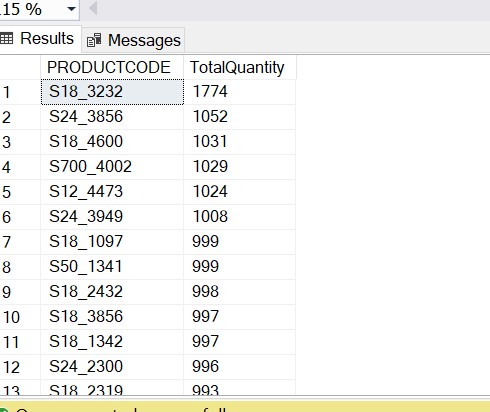 15 %
Results Messages
PRODUCTCODE TotalQuantity
1 S18_3232 1774
2 S24_3856 1052
3 S18_4600 1031
4 S700_4002 1029
5 S12_4473 1024
6 S24_3949 1008
7 S18_1097 999
8 S50_1341 999
9 S18_2432 998
10 S18_3856 997
11 S18_1342 997
12 S24_2300 996
13 S18_2319 993